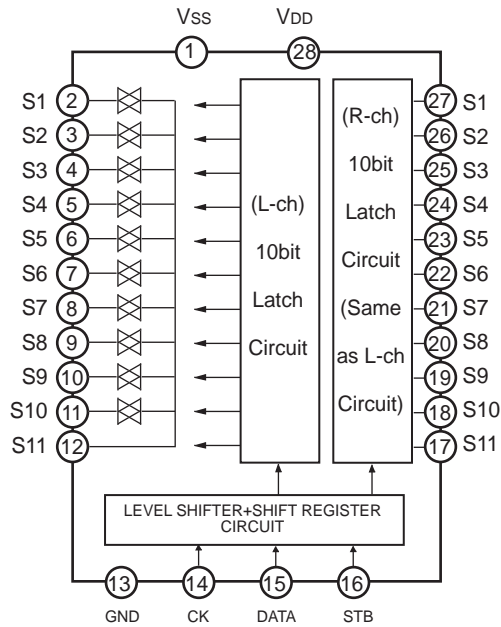 VSS VDD
1 28
S1 2 27 S1
S2 3 26 S2
S3 4 25 S3
S4 5 24 S4
S5 6 23 S5
S6 7 22 S6
S7 8 21 S7
S8 9 20 S8
S9 10 19 S9
S10 11 18 S10
S11 12 17 S11
(L-ch)
10bit
Latch
Circuit
(R-ch)
10bit
Latch
Circuit
(Same
as L-ch
Circuit)
LEVEL SHIFTER+SHIFT REGISTER
CIRCUIT
13 14 15 16
GND CK DATA STB